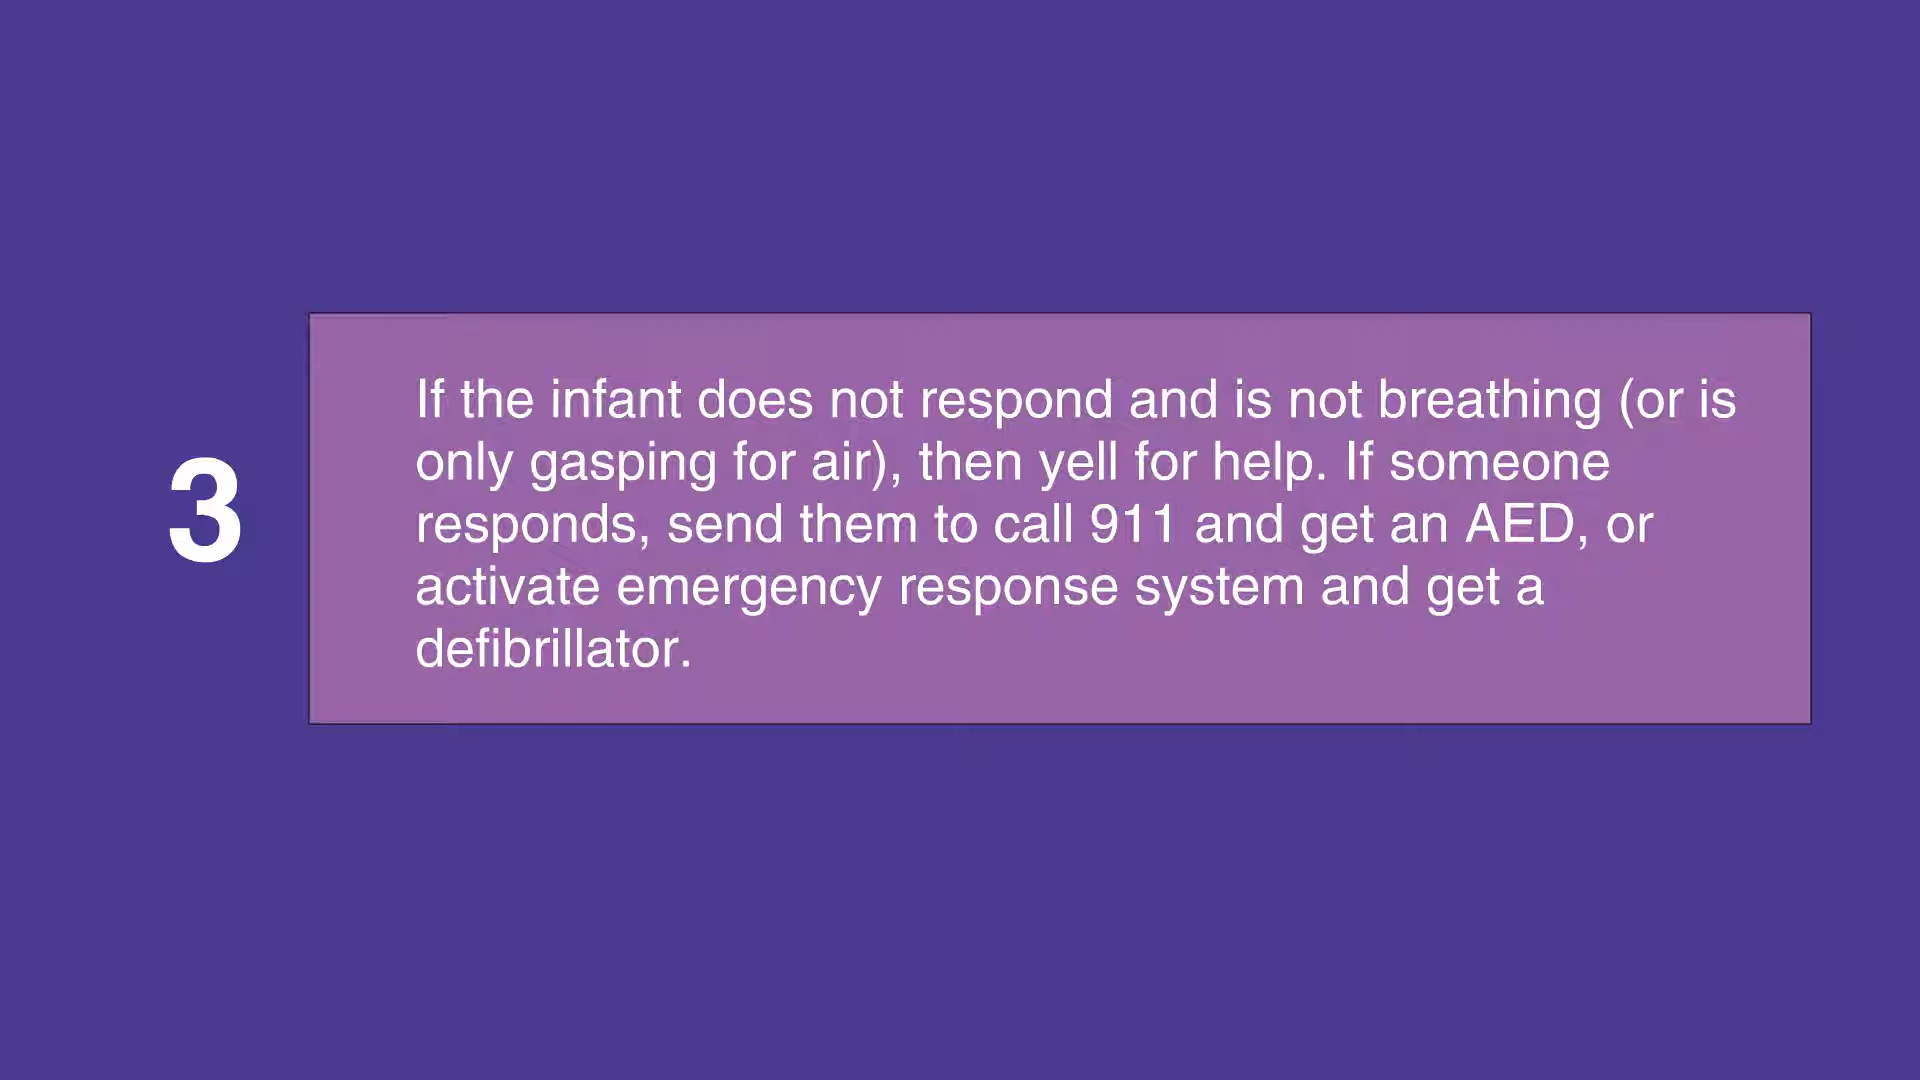 3
If the infant does not respond and is not breathing (or is
only gasping for air), then yell for help. If someone
responds, send them to call 911 and get an AED, or
activate emergency response system and get a
defibrillator.